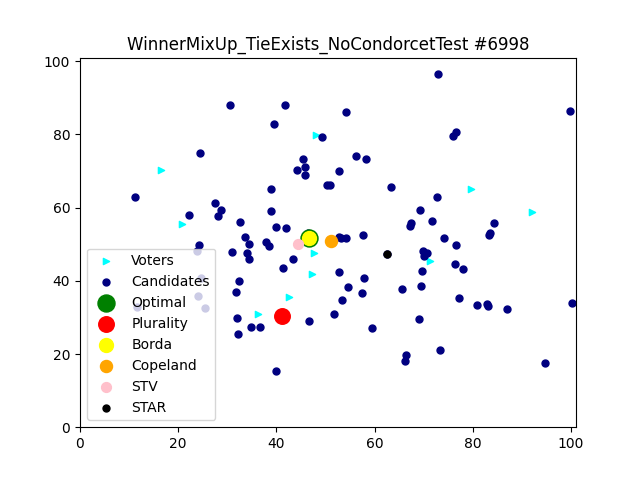 WinnerMixUp_TieExists_NoCondorcetTest #6998
100
80
60
40
20
0
Voters
Candidates
Optimal
Plurality
Borda
Copeland
STV
STAR
0 20 40 60 80 100